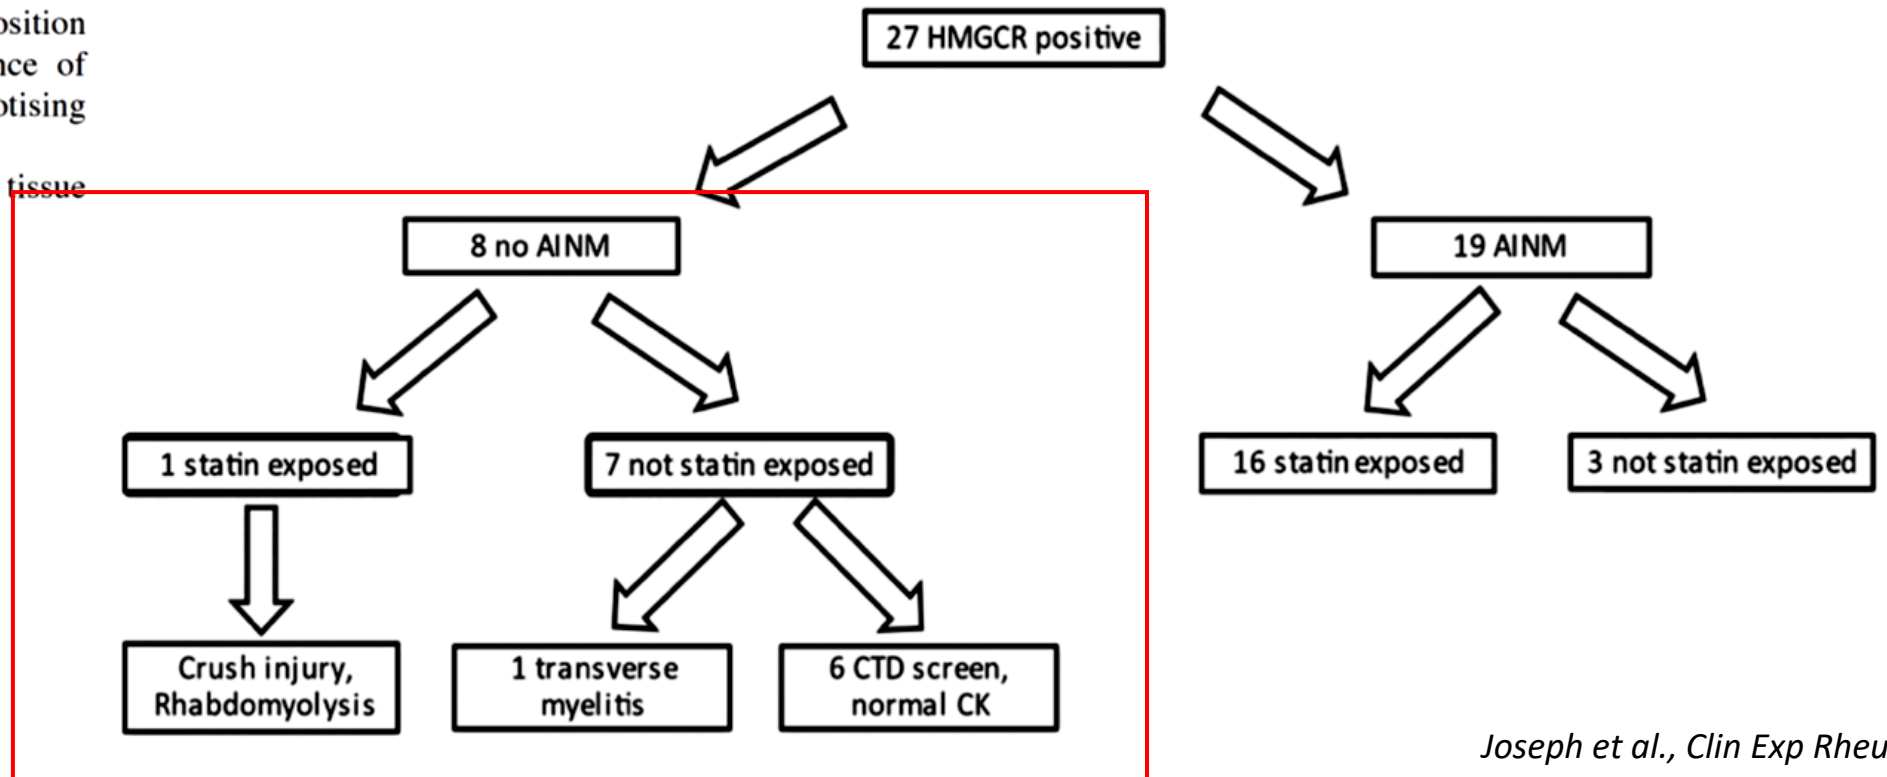 osition
nce of
otising
tissue
27 HMGCR positive
8 no AINM
19 AINM
1 statin exposed
7 not statin exposed
16 statin exposed
3 not statin exposed
Crush injury,
Rhabdomyolysis
1 transverse
myelitis
6 CTD screen,
normal CK
Joseph et al., Clin Exp Rheu